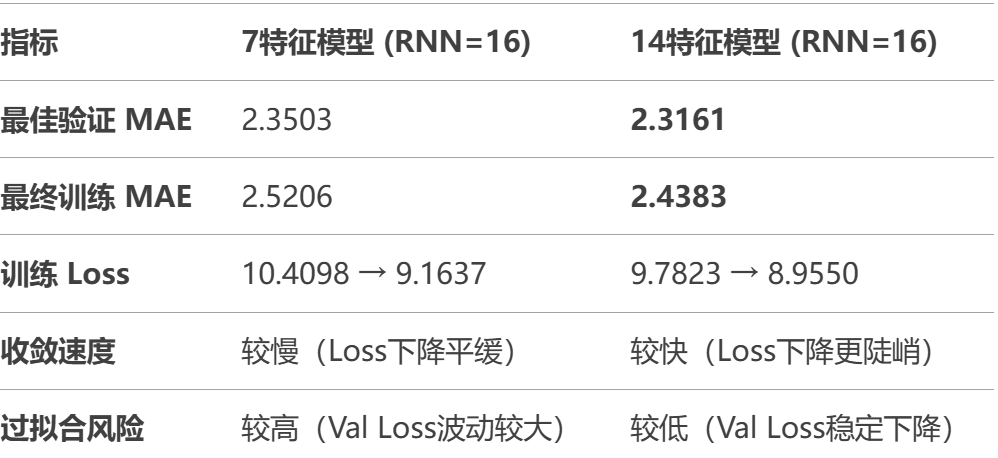 指标 7特征模型 (RNN=16) 14特征模型 (RNN=16)
最佳验证 MAE 2.3503 2.3161
最终训练 MAE 2.5206 2.4383
训练 Loss 10.4098 → 9.1637 9.7823 → 8.9550
收敛速度 较慢（Loss下降平缓） 较快（Loss下降更陡峭）
过拟合风险 较高（Val Loss波动较大） 较低（Val Loss稳定下降）